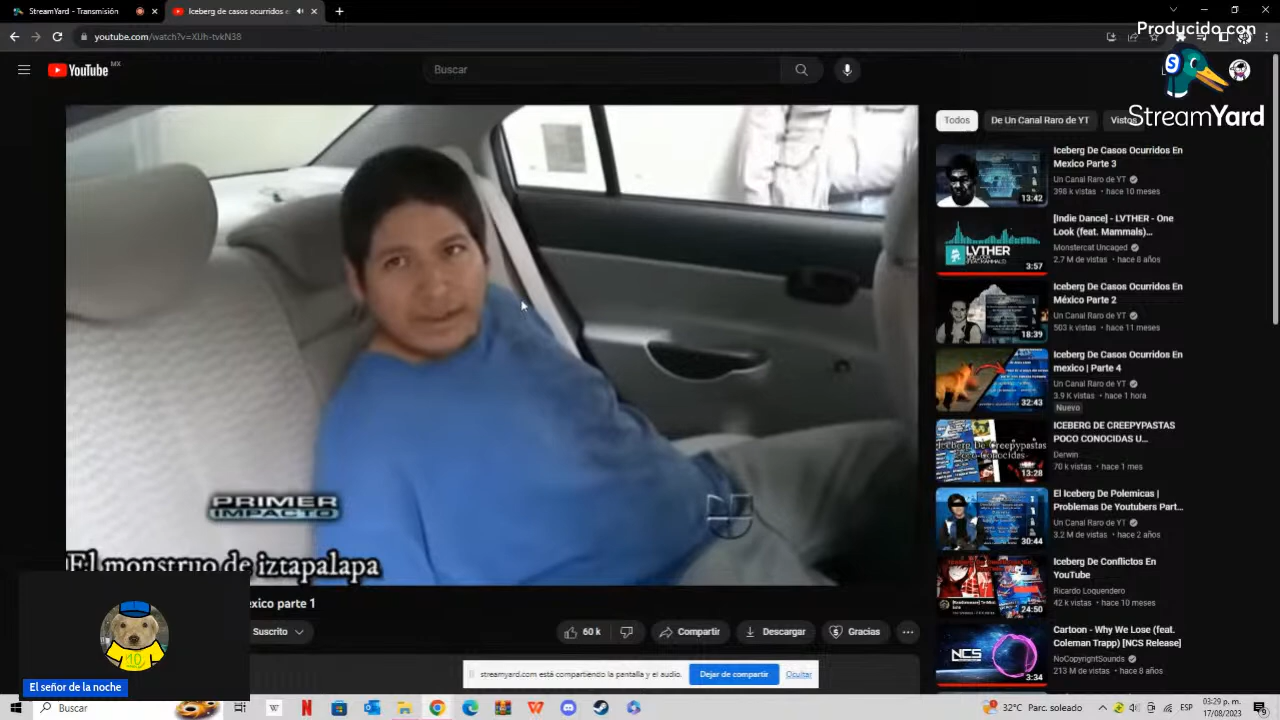 StreamYard - Transmisión
Iceberg de casos ocurridos e
youtube.com/watch?v=XUh-tvkN38
Producido con
StreamYard
YouTube MX
Buscar
Todos
De Un Canal Raro de YT
Vistos
Iceberg De Casos Ocurridos En
Mexico Parte 3
Un Canal Raro de YT
398 k vistas • hace 10 meses
13:42
[Indie Dance] - LVTHER - One
Look (feat. Mammals)...
Monstercat Uncaged
2.7 M de vistas • hace 8 años
LVTHER
3:57
Iceberg De Casos Ocurridos En
México Parte 2
Un Canal Raro de YT
503 k vistas • hace 11 meses
18:39
Iceberg De Casos Ocurridos En
mexico | Parte 4
Un Canal Raro de YT
3.9 K vistas • hace 1 hora
Nuevo
32:43
ICEBERG DE CREEPYPASTAS
POCO CONOCIDAS U...
Derwin
70 k vistas • hace 1 mes
Iceberg De Creepypastas
Poco Conocidas
13:28
El Iceberg De Polemicas |
Problemas De Youtubers Part...
Un Canal Raro de YT
3.2 M de vistas • hace 2 años
30:44
Iceberg De Conflictos En
YouTube
Ricardo Loquendero
42 k vistas • hace 10 meses
24:50
Cartoon - Why We Lose (feat.
Coleman Trapp) [NCS Release]
NoCopyrightSounds
213 M de vistas • hace 8 años
NCS
3:34
PRIMER
IMPACTO
El monstruo de iztapalapa
exico parte 1
Suscrito
60 k
Compartir
Descargar
Gracias
streamyard.com está compartiendo la pantalla y el audio.
Dejar de compartir
Ocultar
10
El señor de la noche
Buscar
32°C Parc. soleado
ESP
03:29 p. m.
17/08/2023